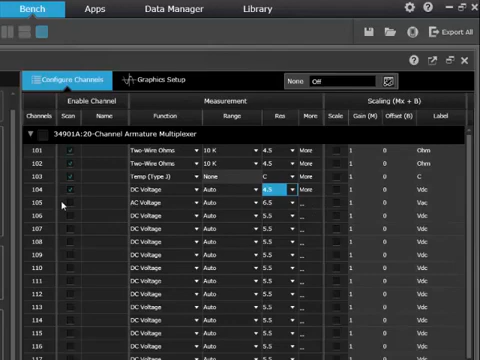 Bench Apps Data Manager Library
Export All
Configure Channels Graphics Setup None Off
Enable Channel Measurement Scaling (Mx + B)
Channels Scan Name Function Range Res More Scale Gain (M) Offset (B) Label
34901A:20-Channel Armature Multiplexer
101 Two-Wire Ohms 10 K 4.5 More 1 0 Ohm
102 Two-Wire Ohms 10 K 4.5 More 1 0 Ohm
103 Temp (Type J) None C More 1 0 C
104 DC Voltage Auto 4.5 More 1 0 Vdc
105 AC Voltage Auto 6.5 ... 1 0 Vac
106 DC Voltage Auto 5.5 ... 1 0 Vdc
107 DC Voltage Auto 5.5 ... 1 0 Vdc
108 DC Voltage Auto 5.5 ... 1 0 Vdc
109 DC Voltage Auto 5.5 ... 1 0 Vdc
110 DC Voltage Auto 5.5 ... 1 0 Vdc
111 DC Voltage Auto 5.5 ... 1 0 Vdc
112 DC Voltage Auto 5.5 ... 1 0 Vdc
113 DC Voltage Auto 5.5 ... 1 0 Vdc
114 DC Voltage Auto 5.5 ... 1 0 Vdc
115 DC Voltage Auto 5.5 ... 1 0 Vdc
116 DC Voltage Auto 5.5 ... 1 0 Vdc
117 DC Voltage Auto 5.5 ... 1 0 Vdc